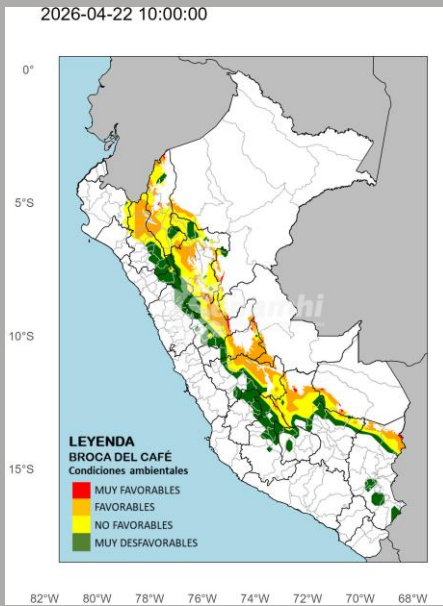 2026-04-22 10:00:00
0°
5°S
10°S
15°S
senamhi
LEYENDA
BROCA DEL CAFÉ
Condiciones ambientales
MUY FAVORABLES
FAVORABLES
NO FAVORABLES
MUY DESFAVORABLES
82°W 80°W 78°W 76°W 74°W 72°W 70°W 68°W